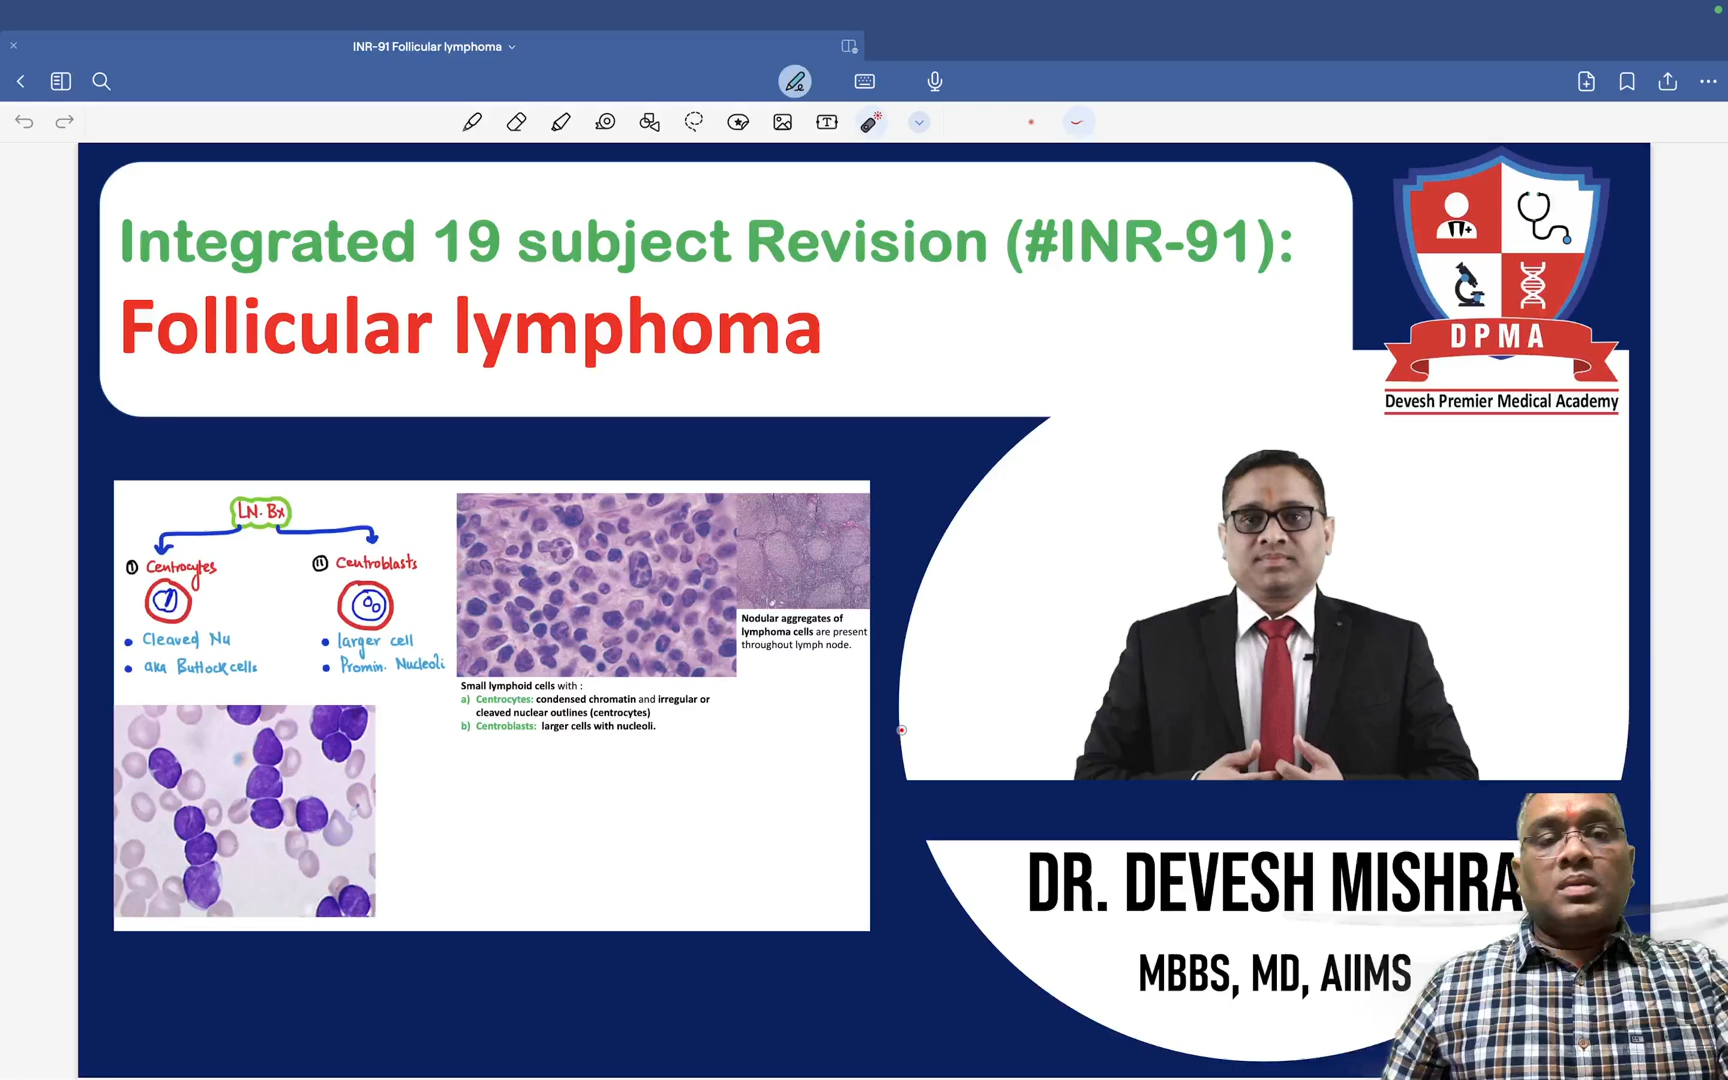 INR-91 Follicular lymphoma
Integrated 19 subject Revision (#INR-91):
Follicular lymphoma
DPMA
Devesh Premier Medical Academy
LN. Bx
I Centrocytes
II Centroblasts
• Cleaved Nu
• aka Buttock cells
• larger cell
• Promin. Nucleoli
Nodular aggregates of
lymphoma cells are present
throughout lymph node.
Small lymphoid cells with :
a) Centrocytes: condensed chromatin and irregular or
cleaved nuclear outlines (centrocytes)
b) Centroblasts: larger cells with nucleoli.
DR. DEVESH MISHRA
MBBS, MD, AIIMS